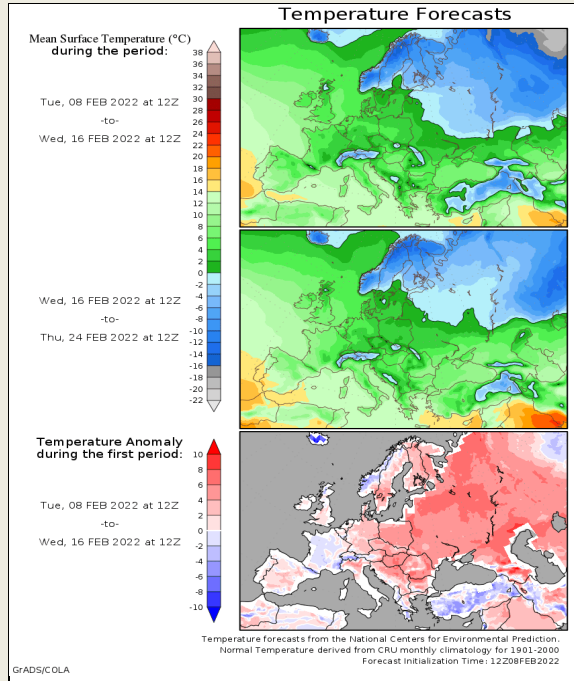 Temperature Forecasts
Mean Surface Temperature (°C)
during the period:
38
36
34
32
30
28
26
24
22
20
18
16
14
12
10
8
6
4
2
0
-2
-4
-6
-8
-10
-12
-14
-16
-18
-20
-22
Tue, 08 FEB 2022 at 12Z
-to-
Wed, 16 FEB 2022 at 12Z
Wed, 16 FEB 2022 at 12Z
-to-
Thu, 24 FEB 2022 at 12Z
Temperature Anomaly
during the first period:
10
8
6
4
2
0
-2
-4
-6
-8
-10
Tue, 08 FEB 2022 at 12Z
-to-
Wed, 16 FEB 2022 at 12Z
Temperature forecasts from the National Centers for Environmental Prediction.
Normal Temperature derived from CRU monthly climatology for 1901-2000
Forecast Initialization Time: 12Z08FEB2022
GrADS/COLA